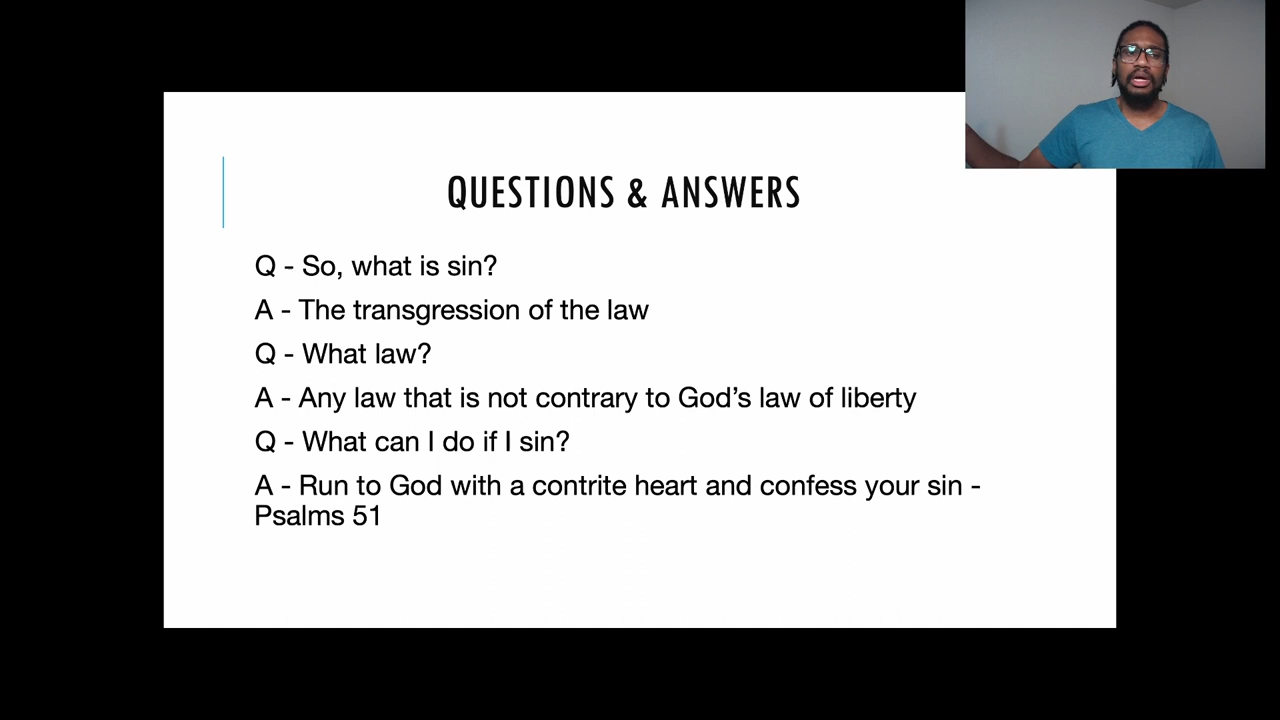 QUESTIONS & ANSWERS
Q - So, what is sin?
A - The transgression of the law
Q - What law?
A - Any law that is not contrary to God’s law of liberty
Q - What can I do if I sin?
A - Run to God with a contrite heart and confess your sin -
Psalms 51